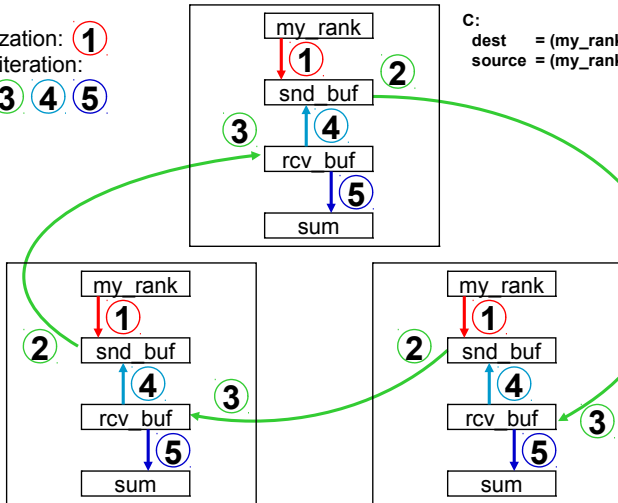 zation: 1
iteration:
3 4 5
C:
dest = (my_rank
source = (my_rank
my_rank
1
2
snd_buf
3
4
rcv_buf
5
sum
my_rank
1
2
snd_buf
4
rcv_buf
3
5
sum
my_rank
1
2
snd_buf
4
rcv_buf
3
5
sum